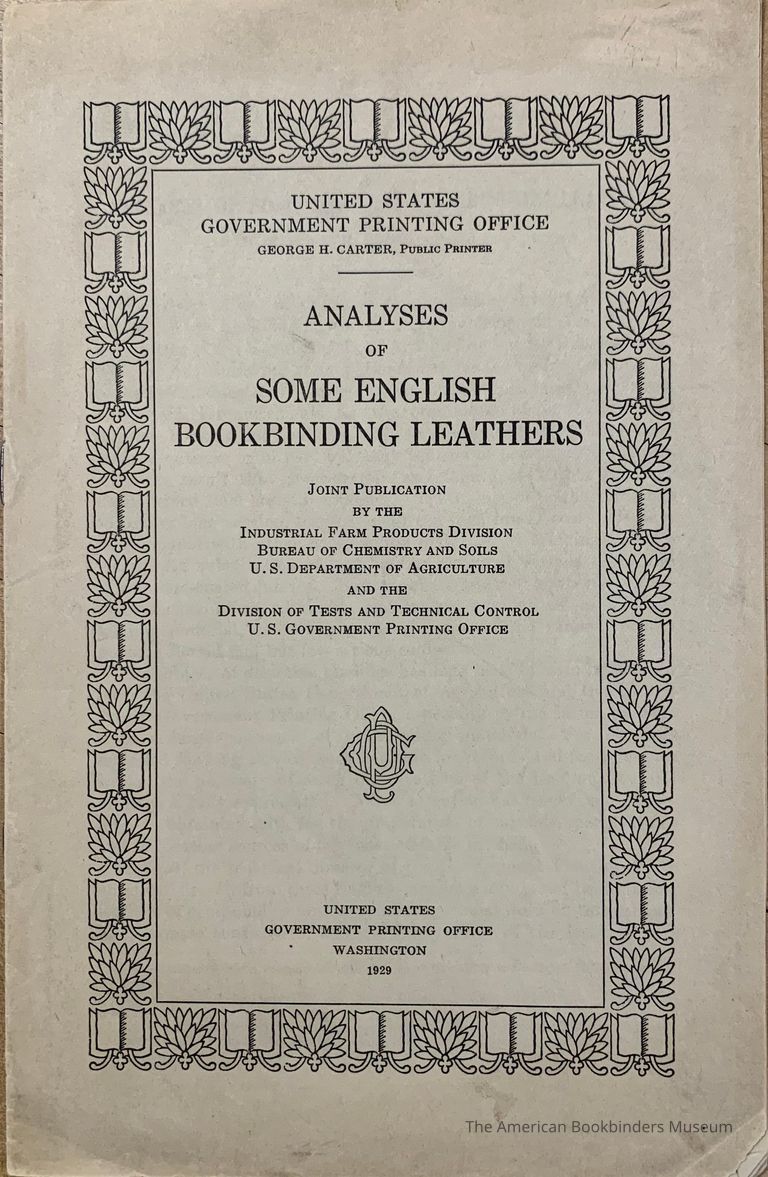 UNITED STATES
GOVERNMENT PRINTING OFFICE
GEORGE H. CARTER, PUBLIC PRINTER
ANALYSES
OF
SOME ENGLISH
BOOKBINDING LEATHERS
JOINT PUBLICATION
BY THE
INDUSTRIAL FARM PRODUCTS DIVISION
BUREAU OF CHEMISTRY AND SOILS
U. S. DEPARTMENT OF AGRICULTURE
AND THE
DIVISION OF TESTS AND TECHNICAL CONTROL
U. S. GOVERNMENT PRINTING OFFICE
UNITED STATES
GOVERNMENT PRINTING OFFICE
WASHINGTON
1929
The American Bookbinders Museum